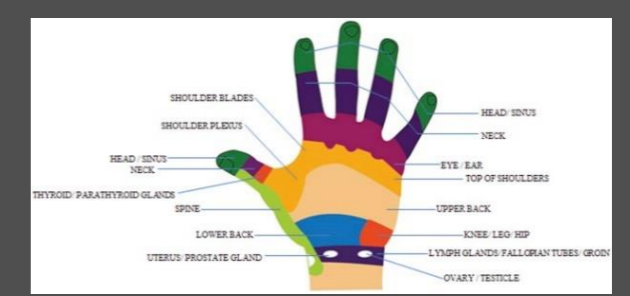 SHOULDER BLADES
SHOULDER PLEXUS
HEAD / SINUS
NECK
THYROID/ PARATHYROID GLANDS
SPINE
LOWER BACK
UTERUS/ PROSTATE GLAND
HEAD/ SINUS
NECK
EYE / EAR
TOP OF SHOULDERS
UPPER BACK
KNEE/ LEG/ HIP
LYMPH GLANDS/FALLOPIAN TUBES/ GROIN
OVARY / TESTICLE